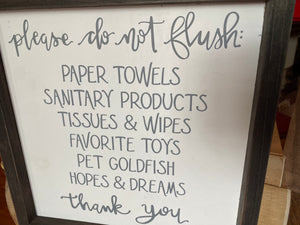 please do not flush:
PAPER TOWELS
SANITARY PRODUCTS
TISSUES & WIPES
FAVORITE TOYS
PET GOLDFISH
HOPES & DREAMS
thank you